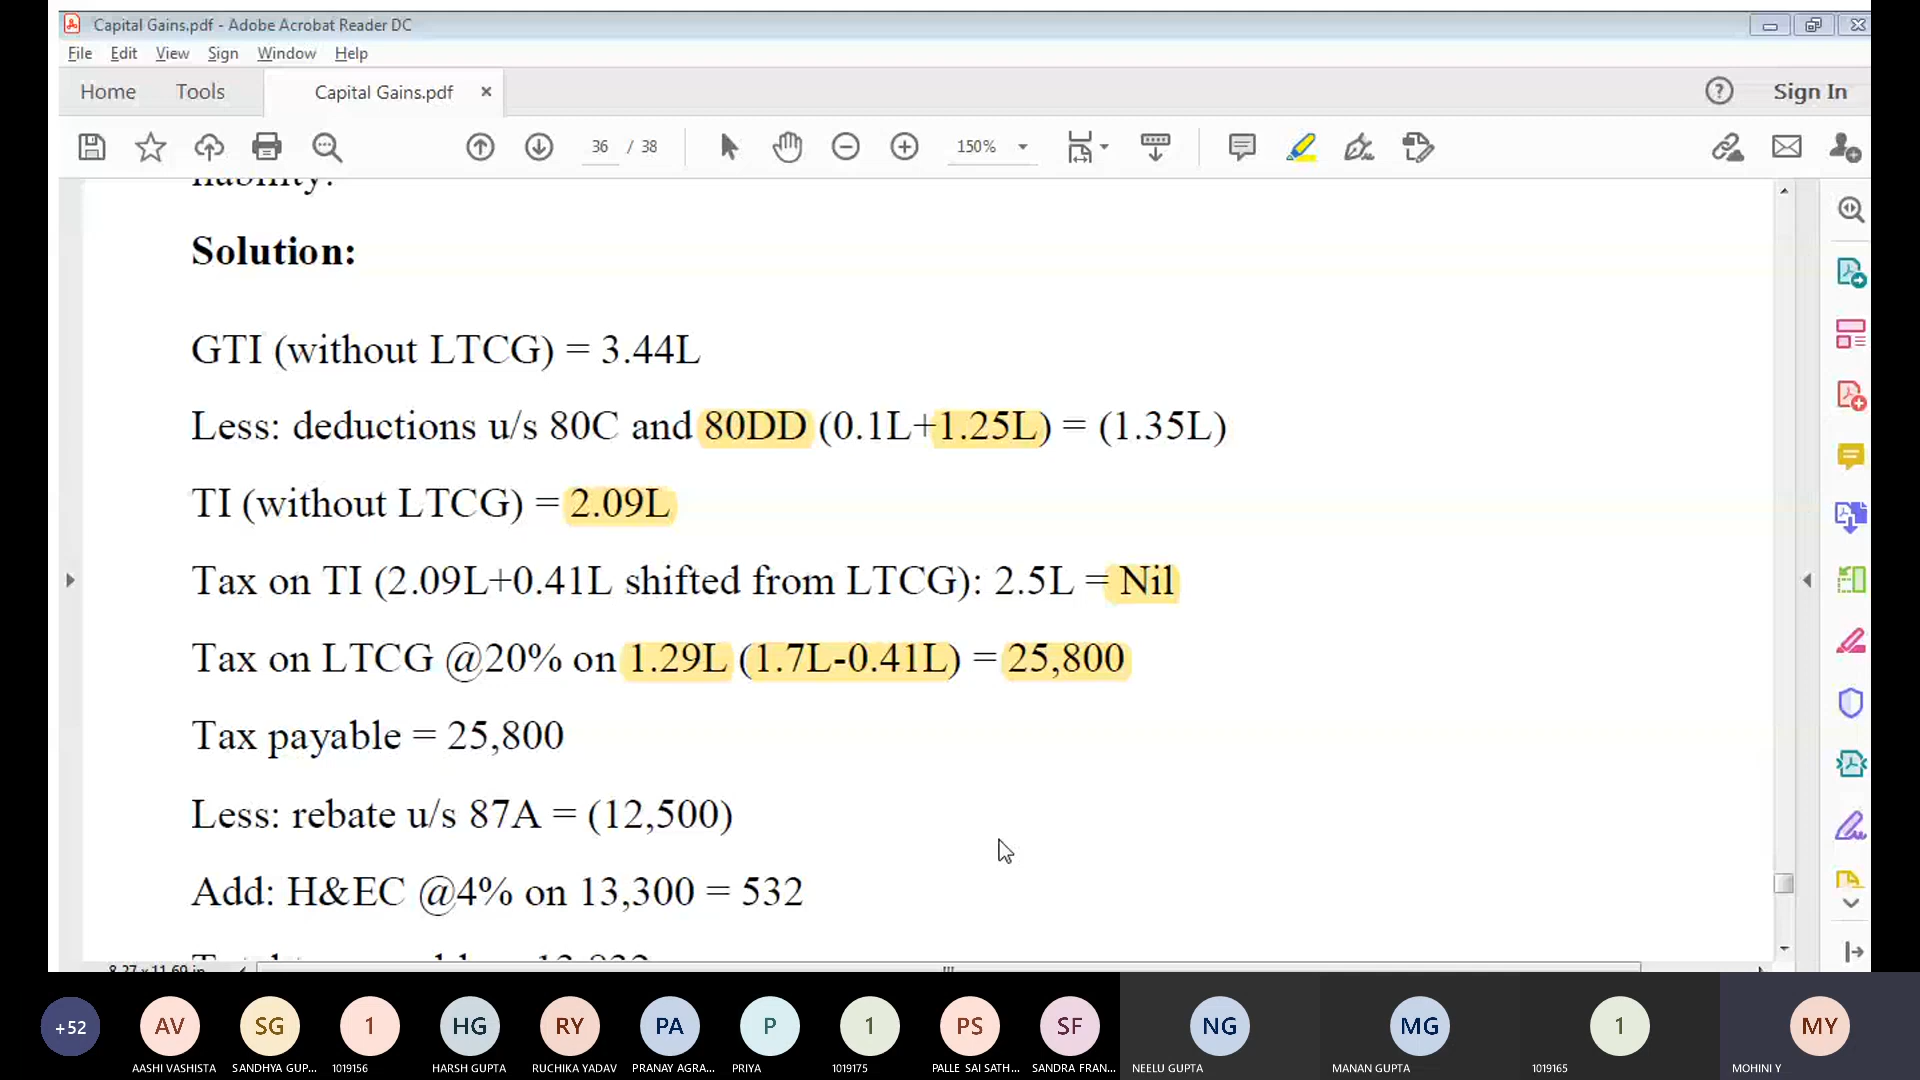 Capital Gains.pdf - Adobe Acrobat Reader DC
File Edit View Sign Window Help
Home Tools Capital Gains.pdf × Sign In
36 / 38 150%
liability.
Solution:
GTI (without LTCG) = 3.44L
Less: deductions u/s 80C and 80DD (0.1L+1.25L) = (1.35L)
TI (without LTCG) = 2.09L
Tax on TI (2.09L+0.41L shifted from LTCG): 2.5L = Nil
Tax on LTCG @20% on 1.29L (1.7L-0.41L) = 25,800
Tax payable = 25,800
Less: rebate u/s 87A = (12,500)
Add: H&EC @4% on 13,300 = 532
8.27 x 11.69 in
+52 AV SG 1 HG RY PA P 1 PS SF NG MG 1 MY
AASHI VASHISTA SANDHYA GUP... 1019156 HARSH GUPTA RUCHIKA YADAV PRANAY AGRA... PRIYA 1019175 PALLE SAI SATH... SANDRA FRAN... NEELU GUPTA MANAN GUPTA 1019165 MOHINI Y